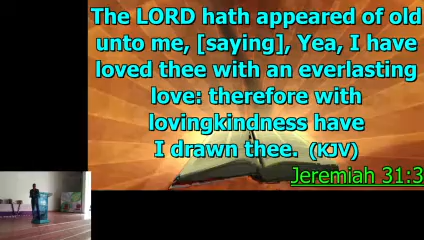 The LORD hath appeared of old
unto me, [saying], Yea, I have
loved thee with an everlasting
love: therefore with
lovingkindness have
I drawn thee. (KJV)
Jeremiah 31:3